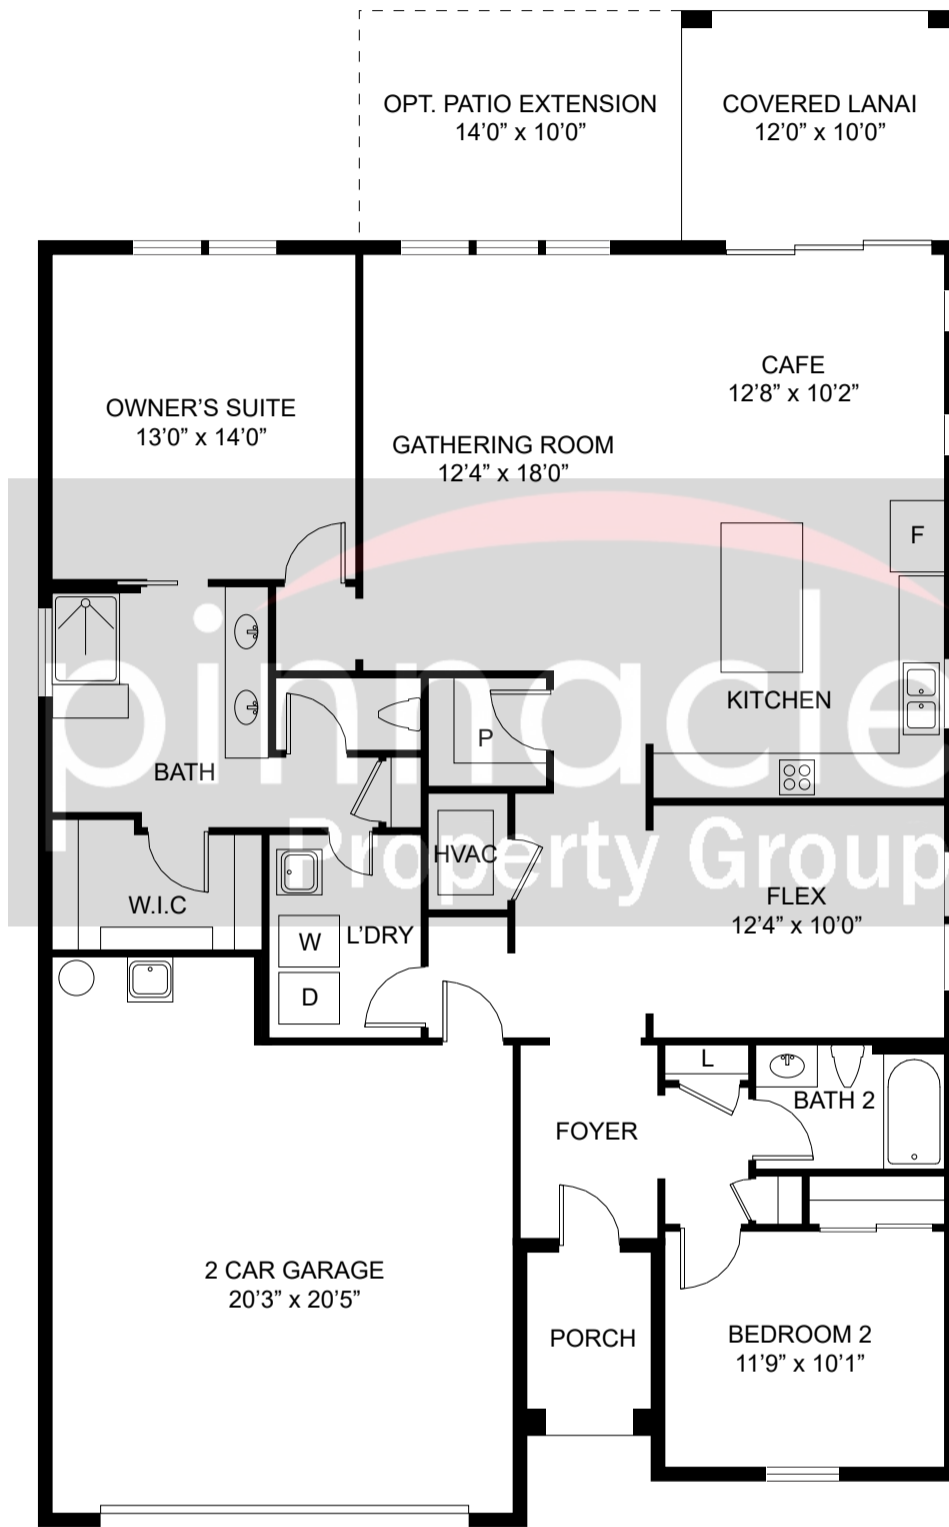 OPT. PATIO EXTENSION
14’0” x 10’0”
COVERED LANAI
12’0” x 10’0”
CAFE
12’8” x 10’2”
OWNER’S SUITE
13’0” x 14’0”
GATHERING ROOM
12’4” x 18’0”
F
pinnacle
KITCHEN
P
BATH
Property Group
HVAC
FLEX
12’4” x 10’0”
W.I.C
L’DRY
W
D
L
BATH 2
FOYER
2 CAR GARAGE
20’3” x 20’5”
PORCH
BEDROOM 2
11’9” x 10’1”